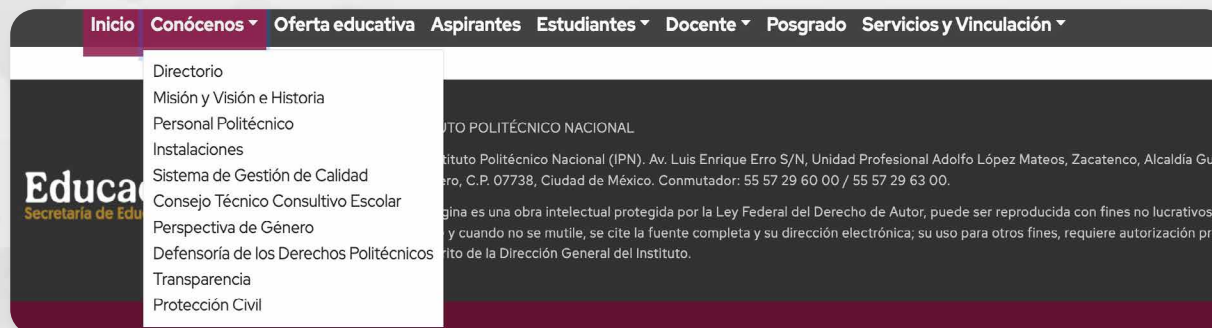 Inicio Conócenos Oferta educativa Aspirantes Estudiantes Docente Posgrado Servicios y Vinculación
Directorio
Misión y Visión e Historia
Personal Politécnico
Instalaciones
Sistema de Gestión de Calidad
Consejo Técnico Consultivo Escolar
Perspectiva de Género
Defensoría de los Derechos Politécnicos
Transparencia
Protección Civil
Educa
Secretaría de Edu
UTO POLITÉCNICO NACIONAL
tituto Politécnico Nacional (IPN). Av. Luis Enrique Erro S/N, Unidad Profesional Adolfo López Mateos, Zacatenco, Alcaldía Gu
ero, C.P. 07738, Ciudad de México. Conmutador: 55 57 29 60 00 / 55 57 29 63 00.
gina es una obra intelectual protegida por la Ley Federal del Derecho de Autor, puede ser reproducida con fines no lucrativos
y cuando no se mutile, se cite la fuente completa y su dirección electrónica; su uso para otros fines, requiere autorización pr
rito de la Dirección General del Instituto.